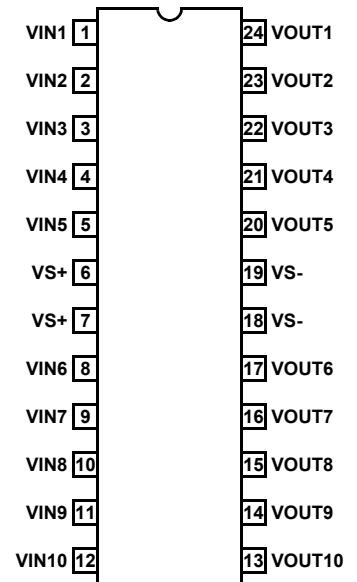 VIN1 1 24 VOUT1
VIN2 2 23 VOUT2
VIN3 3 22 VOUT3
VIN4 4 21 VOUT4
VIN5 5 20 VOUT5
VS+ 6 19 VS-
VS+ 7 18 VS-
VIN6 8 17 VOUT6
VIN7 9 16 VOUT7
VIN8 10 15 VOUT8
VIN9 11 14 VOUT9
VIN10 12 13 VOUT10